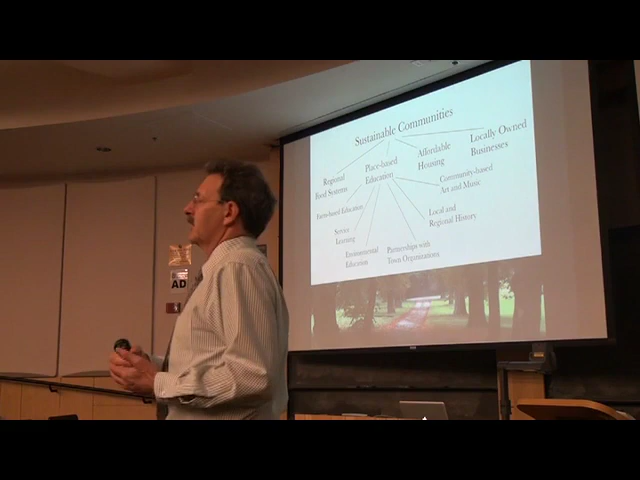 Sustainable Communities
Regional
Food Systems
Place-based
Education
Affordable
Housing
Locally Owned
Businesses
Farm-based Education
Community-based
Art and Music
Service
Learning
Local and
Regional History
Environmental
Education
Partnerships with
Town Organizations
AD